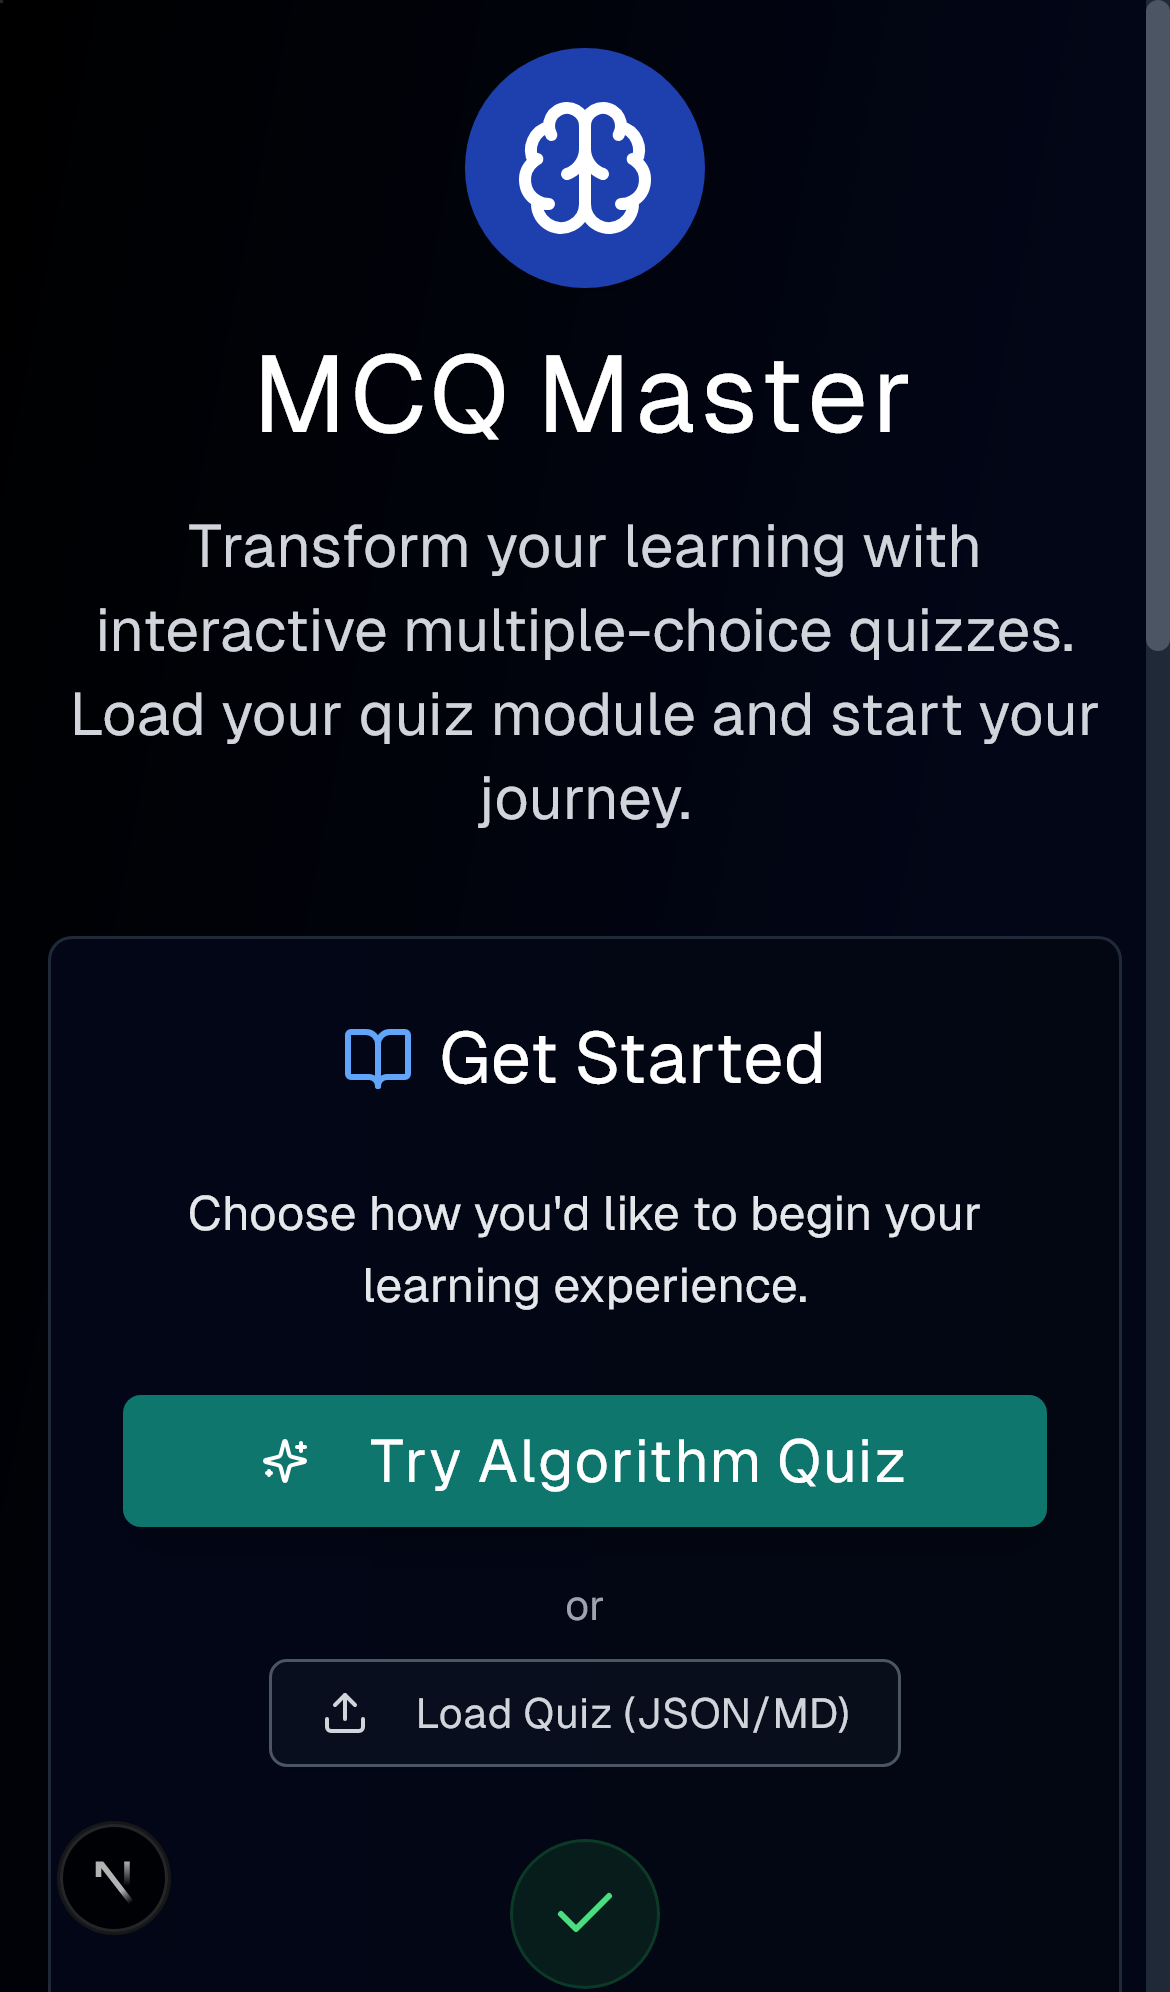 MCQ Master
Transform your learning with
interactive multiple-choice quizzes.
Load your quiz module and start your
journey.
Get Started
Choose how you'd like to begin your
learning experience.
Try Algorithm Quiz
or
Load Quiz (JSON/MD)
N